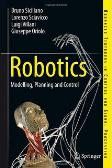 Bruno Siciliano
Lorenzo Sciavicco
Luigi Villani
Giuseppe Oriolo
Robotics
Modelling, Planning and Control
Springer